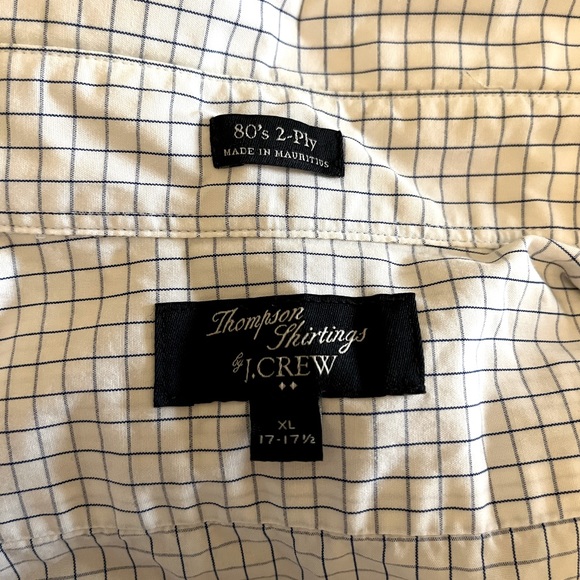 80's 2-Ply
MADE IN MAURITIUS
Thompson
Shirtings
by J.CREW
XL
17-17½